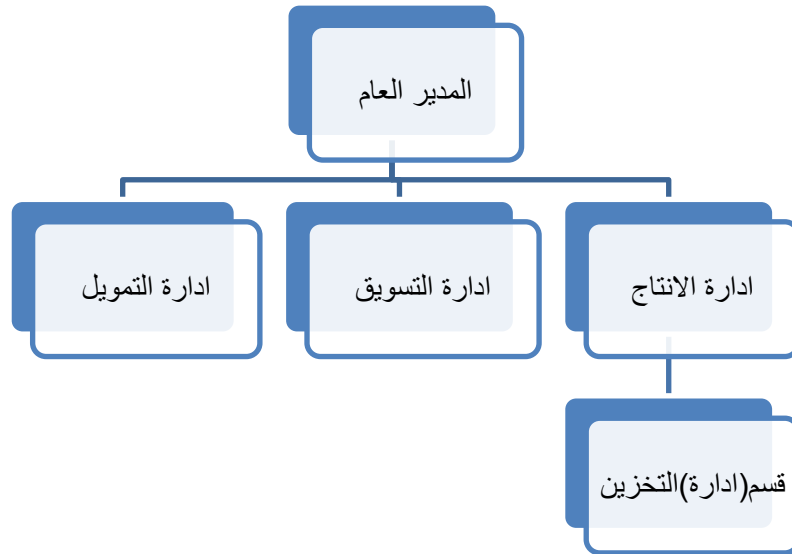 المدير العام
ادارة الانتاج
ادارة التسويق
ادارة التمويل
قسم(ادارة)التخزين